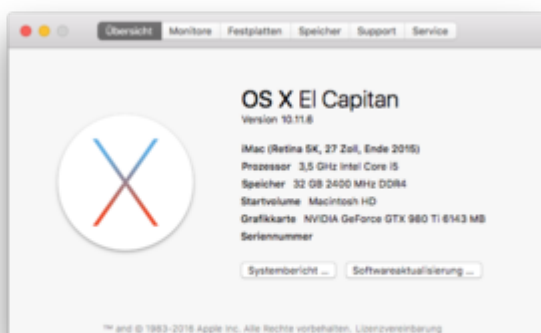 Übersicht Monitore Festplatten Speicher Support Service
OS X El Capitan
Version 10.11.6
iMac (Retina 5K, 27 Zoll, Ende 2015)
Prozessor 3,5 GHz Intel Core i5
Speicher 32 GB 2400 MHz DDR4
Startvolume Macintosh HD
Grafikkarte NVIDIA GeForce GTX 980 Ti 6143 MB
Seriennummer
Systembericht ... Softwareaktualisierung ...
™ and © 1983-2016 Apple Inc. Alle Rechte vorbehalten. Lizenzvereinbarung